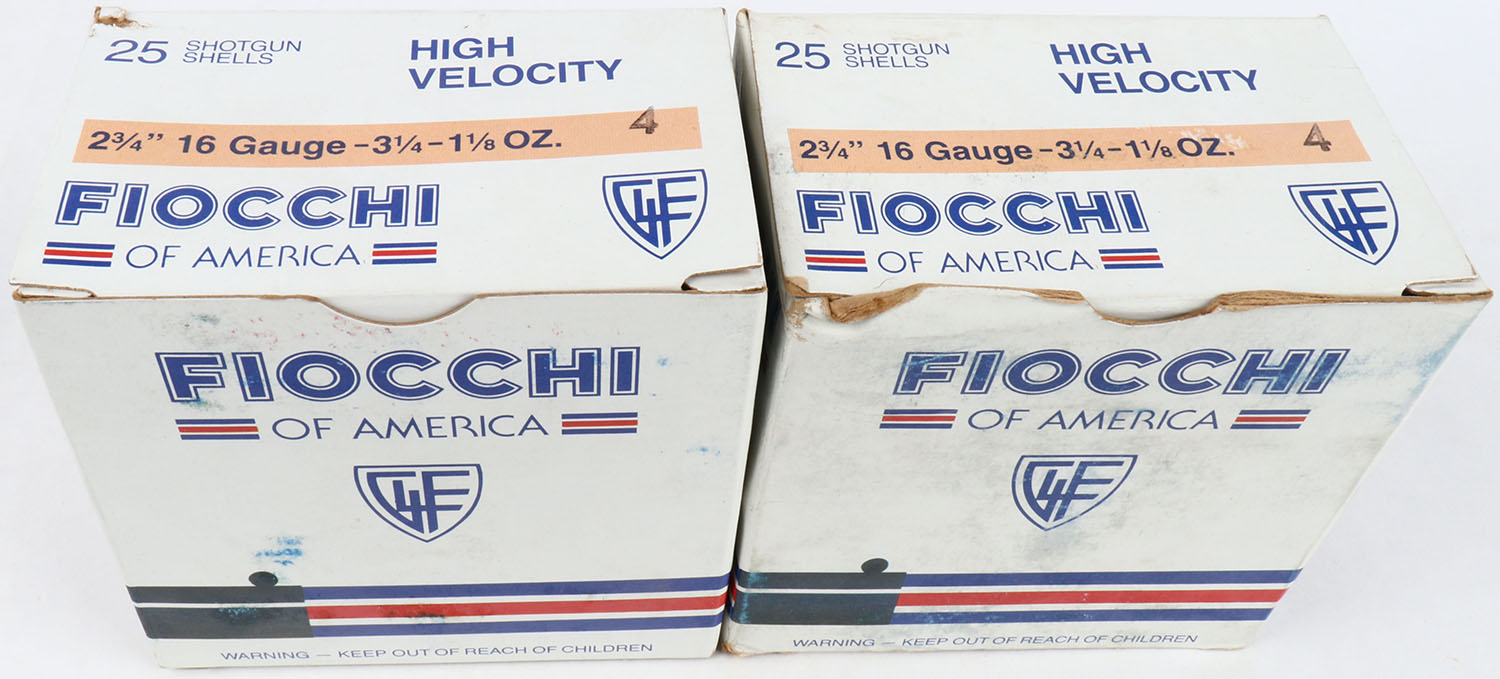 25 SHOTGUN SHELLS
HIGH VELOCITY
2¾” 16 Gauge – 3¼ – 1⅛ OZ. 4
FIOCCHI
OF AMERICA
GFL
FIOCCHI
OF AMERICA
WARNING — KEEP OUT OF REACH OF CHILDREN
25 SHOTGUN SHELLS
HIGH VELOCITY
2¾” 16 Gauge – 3¼ – 1⅛ OZ. 4
FIOCCHI
OF AMERICA
FIOCCHI
OF AMERICA
WARNING — KEEP OUT OF REACH OF CHILDREN